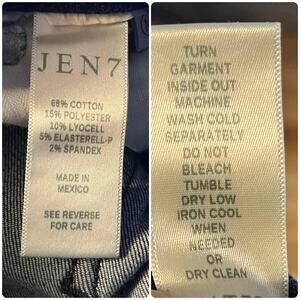 JEN7
68% COTTON
15% POLYESTER
10% LYOCELL
5% ELASTERELL-P
2% SPANDEX
MADE IN
MEXICO
SEE REVERSE
FOR CARE
TURN
GARMENT
INSIDE OUT
MACHINE
WASH COLD
SEPARATELY
DO NOT
BLEACH
TUMBLE
DRY LOW
IRON COOL
WHEN
NEEDED
OR
DRY CLEAN